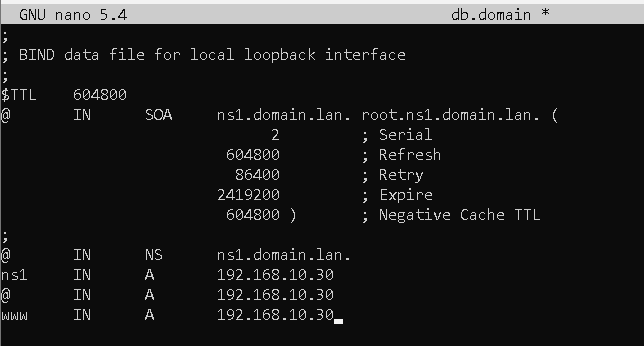 GNU nano 5.4 db.domain *
;
; BIND data file for local loopback interface
;
$TTL 604800
@ IN SOA ns1.domain.lan. root.ns1.domain.lan. (
2 ; Serial
604800 ; Refresh
86400 ; Retry
2419200 ; Expire
604800 ) ; Negative Cache TTL
;
@ IN NS ns1.domain.lan.
ns1 IN A 192.168.10.30
@ IN A 192.168.10.30
www IN A 192.168.10.30